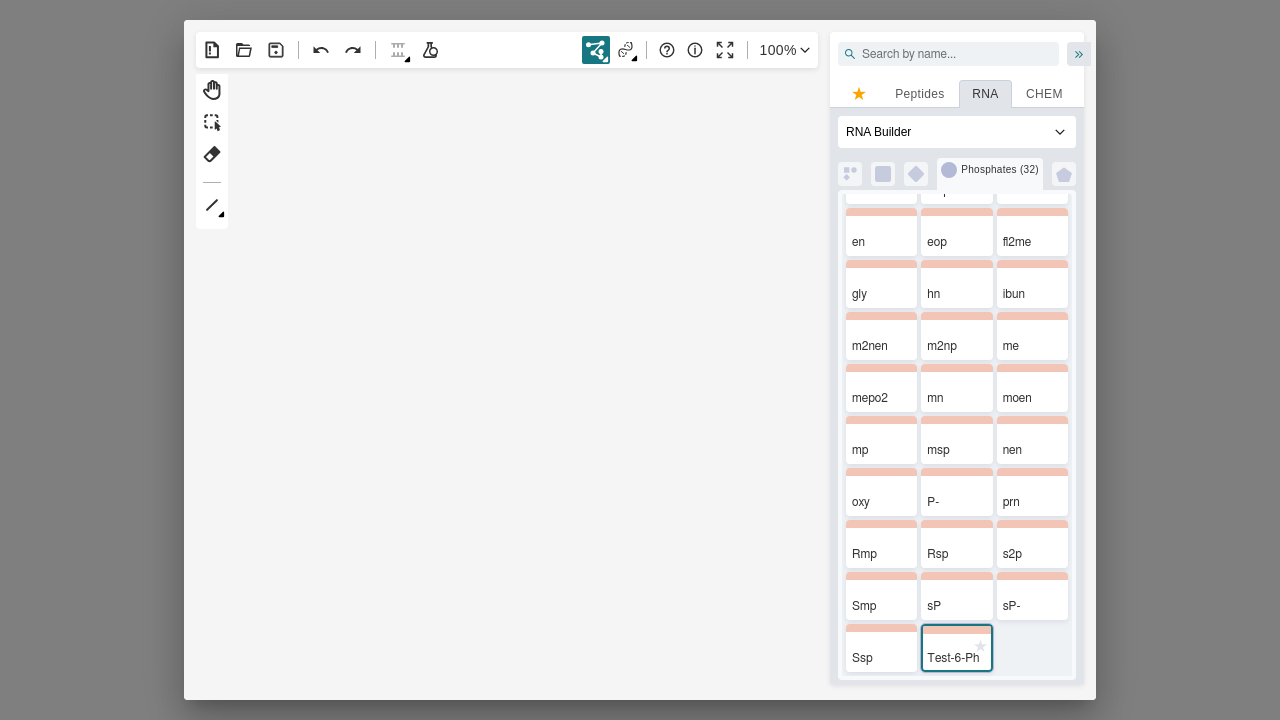 100%
Search by name...
»
Peptides RNA CHEM
RNA Builder
Phosphates (32)
en eop fl2me
gly hn ibun
m2nen m2np me
mepo2 mn moen
mp msp nen
oxy P- prn
Rmp Rsp s2p
Smp sP sP-
Ssp Test-6-Ph